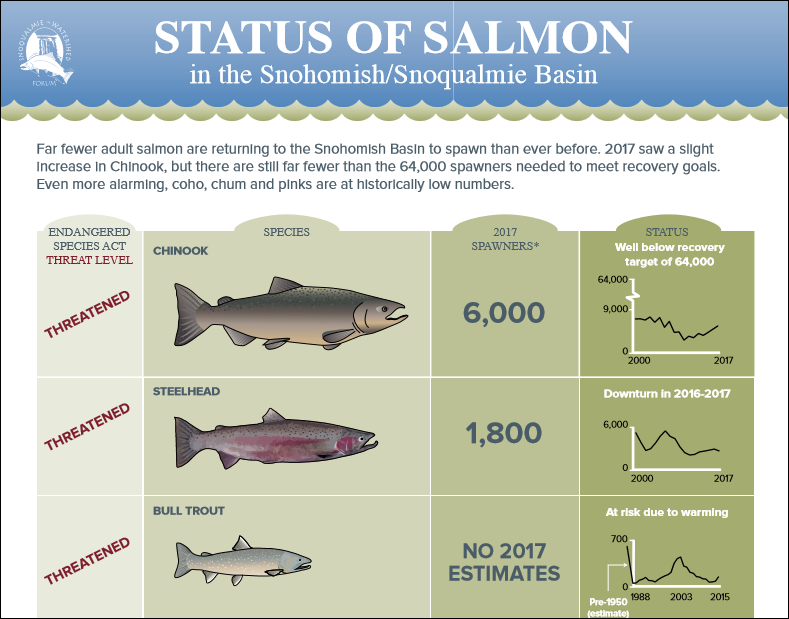 SNOQUALMIE ~ WATERSHED
FORUM
STATUS OF SALMON
in the Snohomish/Snoqualmie Basin
Far fewer adult salmon are returning to the Snohomish Basin to spawn than ever before. 2017 saw a slight
increase in Chinook, but there are still far fewer than the 64,000 spawners needed to meet recovery goals.
Even more alarming, coho, chum and pinks are at historically low numbers.
ENDANGERED
SPECIES ACT
THREAT LEVEL
SPECIES
2017
SPAWNERS*
STATUS
THREATENED
CHINOOK
6,000
Well below recovery
target of 64,000
64,000
9,000
0
2000 2017
THREATENED
STEELHEAD
1,800
Downturn in 2016-2017
6,000
0
2000 2017
THREATENED
BULL TROUT
NO 2017
ESTIMATES
At risk due to warming
700
0
Pre-1950
(estimate)
1988 2003 2015